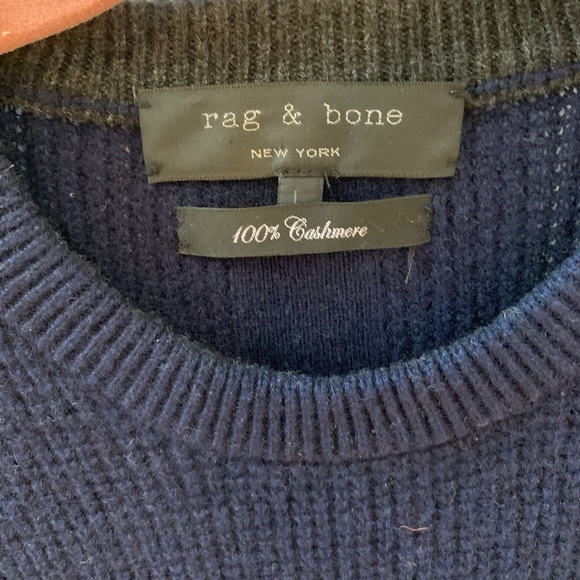 rag & bone
NEW YORK
L
100% Cashmere